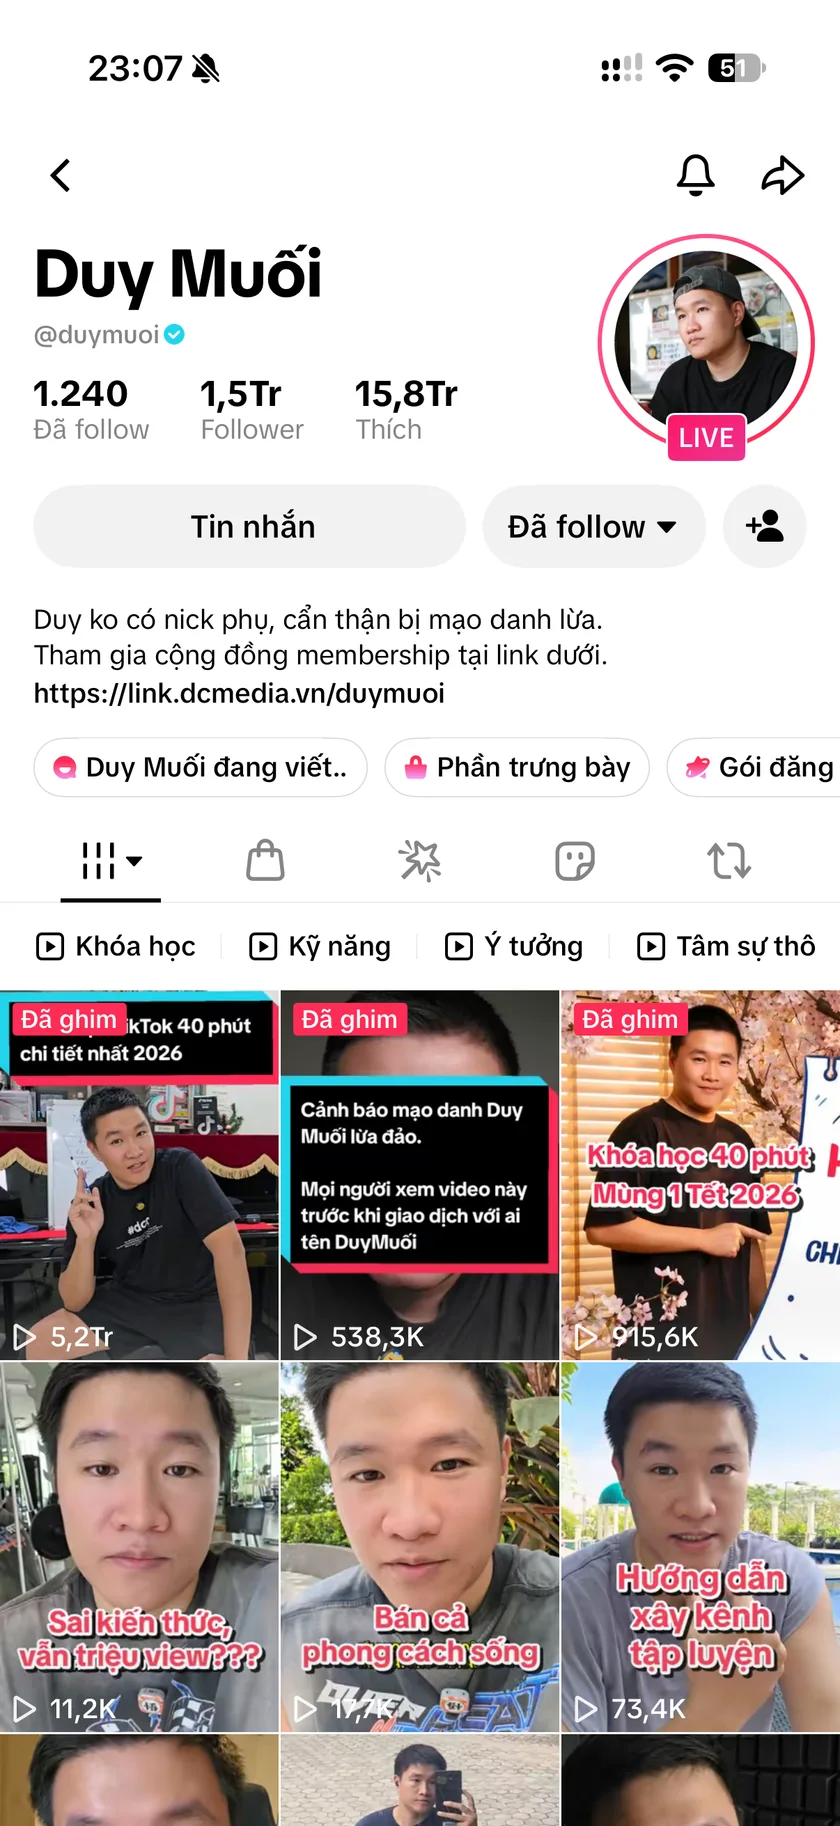 23:07
51
Duy Muối
@duymuoi
1.240 1,5Tr 15,8Tr
Đã follow Follower Thích
LIVE
Tin nhắn Đã follow
Duy ko có nick phụ, cẩn thận bị mạo danh lừa.
Tham gia cộng đồng membership tại link dưới.
https://link.dcmedia.vn/duymuoi
Duy Muối đang viết.. Phần trưng bày Gói đăng
Khóa học Kỹ năng Ý tưởng Tâm sự thô
Đã ghim
ikTok 40 phút
chi tiết nhất 2026
#dcc
5,2Tr
Đã ghim
Cảnh báo mạo danh Duy
Muối lừa đảo.
Mọi người xem video này
trước khi giao dịch với ai
tên DuyMuối
538,3K
Đã ghim
Khóa học 40 phút
Mùng 1 Tết 2026
H
CHI
915,6K
Sai kiến thức,
vẫn triệu view???
11,2K
Bán cả
phong cách sống
17,7K
Hướng dẫn
xây kênh
tập luyện
73,4K